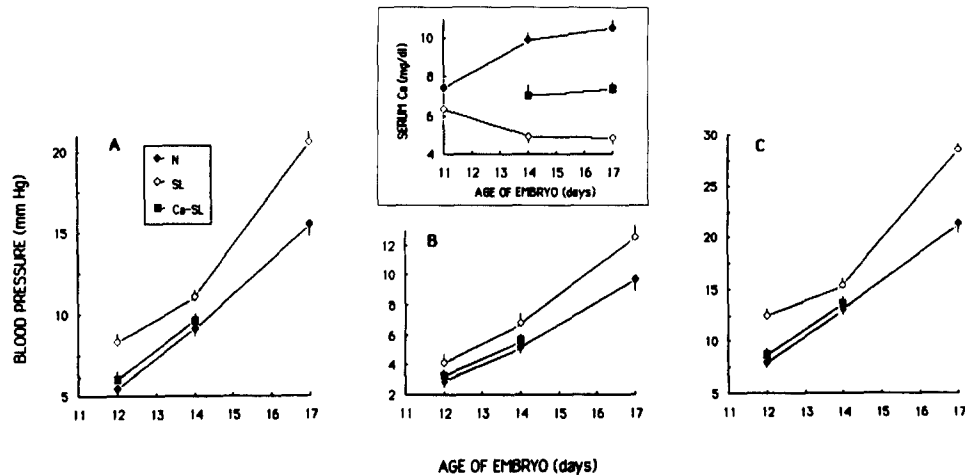 SERUM Ca (mg/dl)
10
8
6
4
11 12 13 14 15 16 17
AGE OF EMBRYO (days)
BLOOD PRESSURE (mm Hg)
A
N
SL
Ca-SL
20
15
10
5
11 12 13 14 15 16 17
B
12
10
8
6
4
2
11 12 13 14 15 16 17
C
30
25
20
15
10
5
11 12 13 14 15 16 17
AGE OF EMBRYO (days)